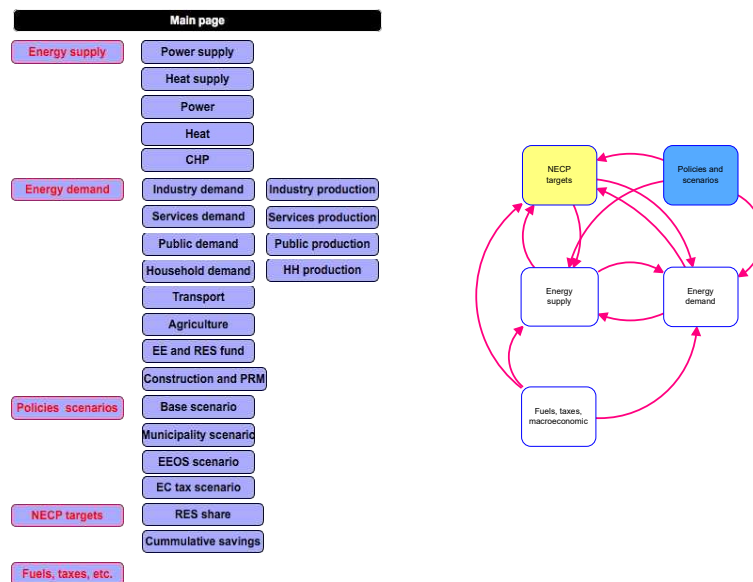 Main page
Energy supply
Power supply
Heat supply
Power
Heat
CHP
Energy demand
Industry demand
Industry production
Services demand
Services production
Public demand
Public production
Household demand
HH production
Transport
Agriculture
EE and RES fund
Construction and PRM
Policies scenarios
Base scenario
Municipality scenario
EEOS scenario
EC tax scenario
NECP targets
RES share
Cummulative savings
Fuels, taxes, etc.
NECP
targets
Policies and
scenarios
Energy
supply
Energy
demand
Fuels, taxes,
macroeconomic